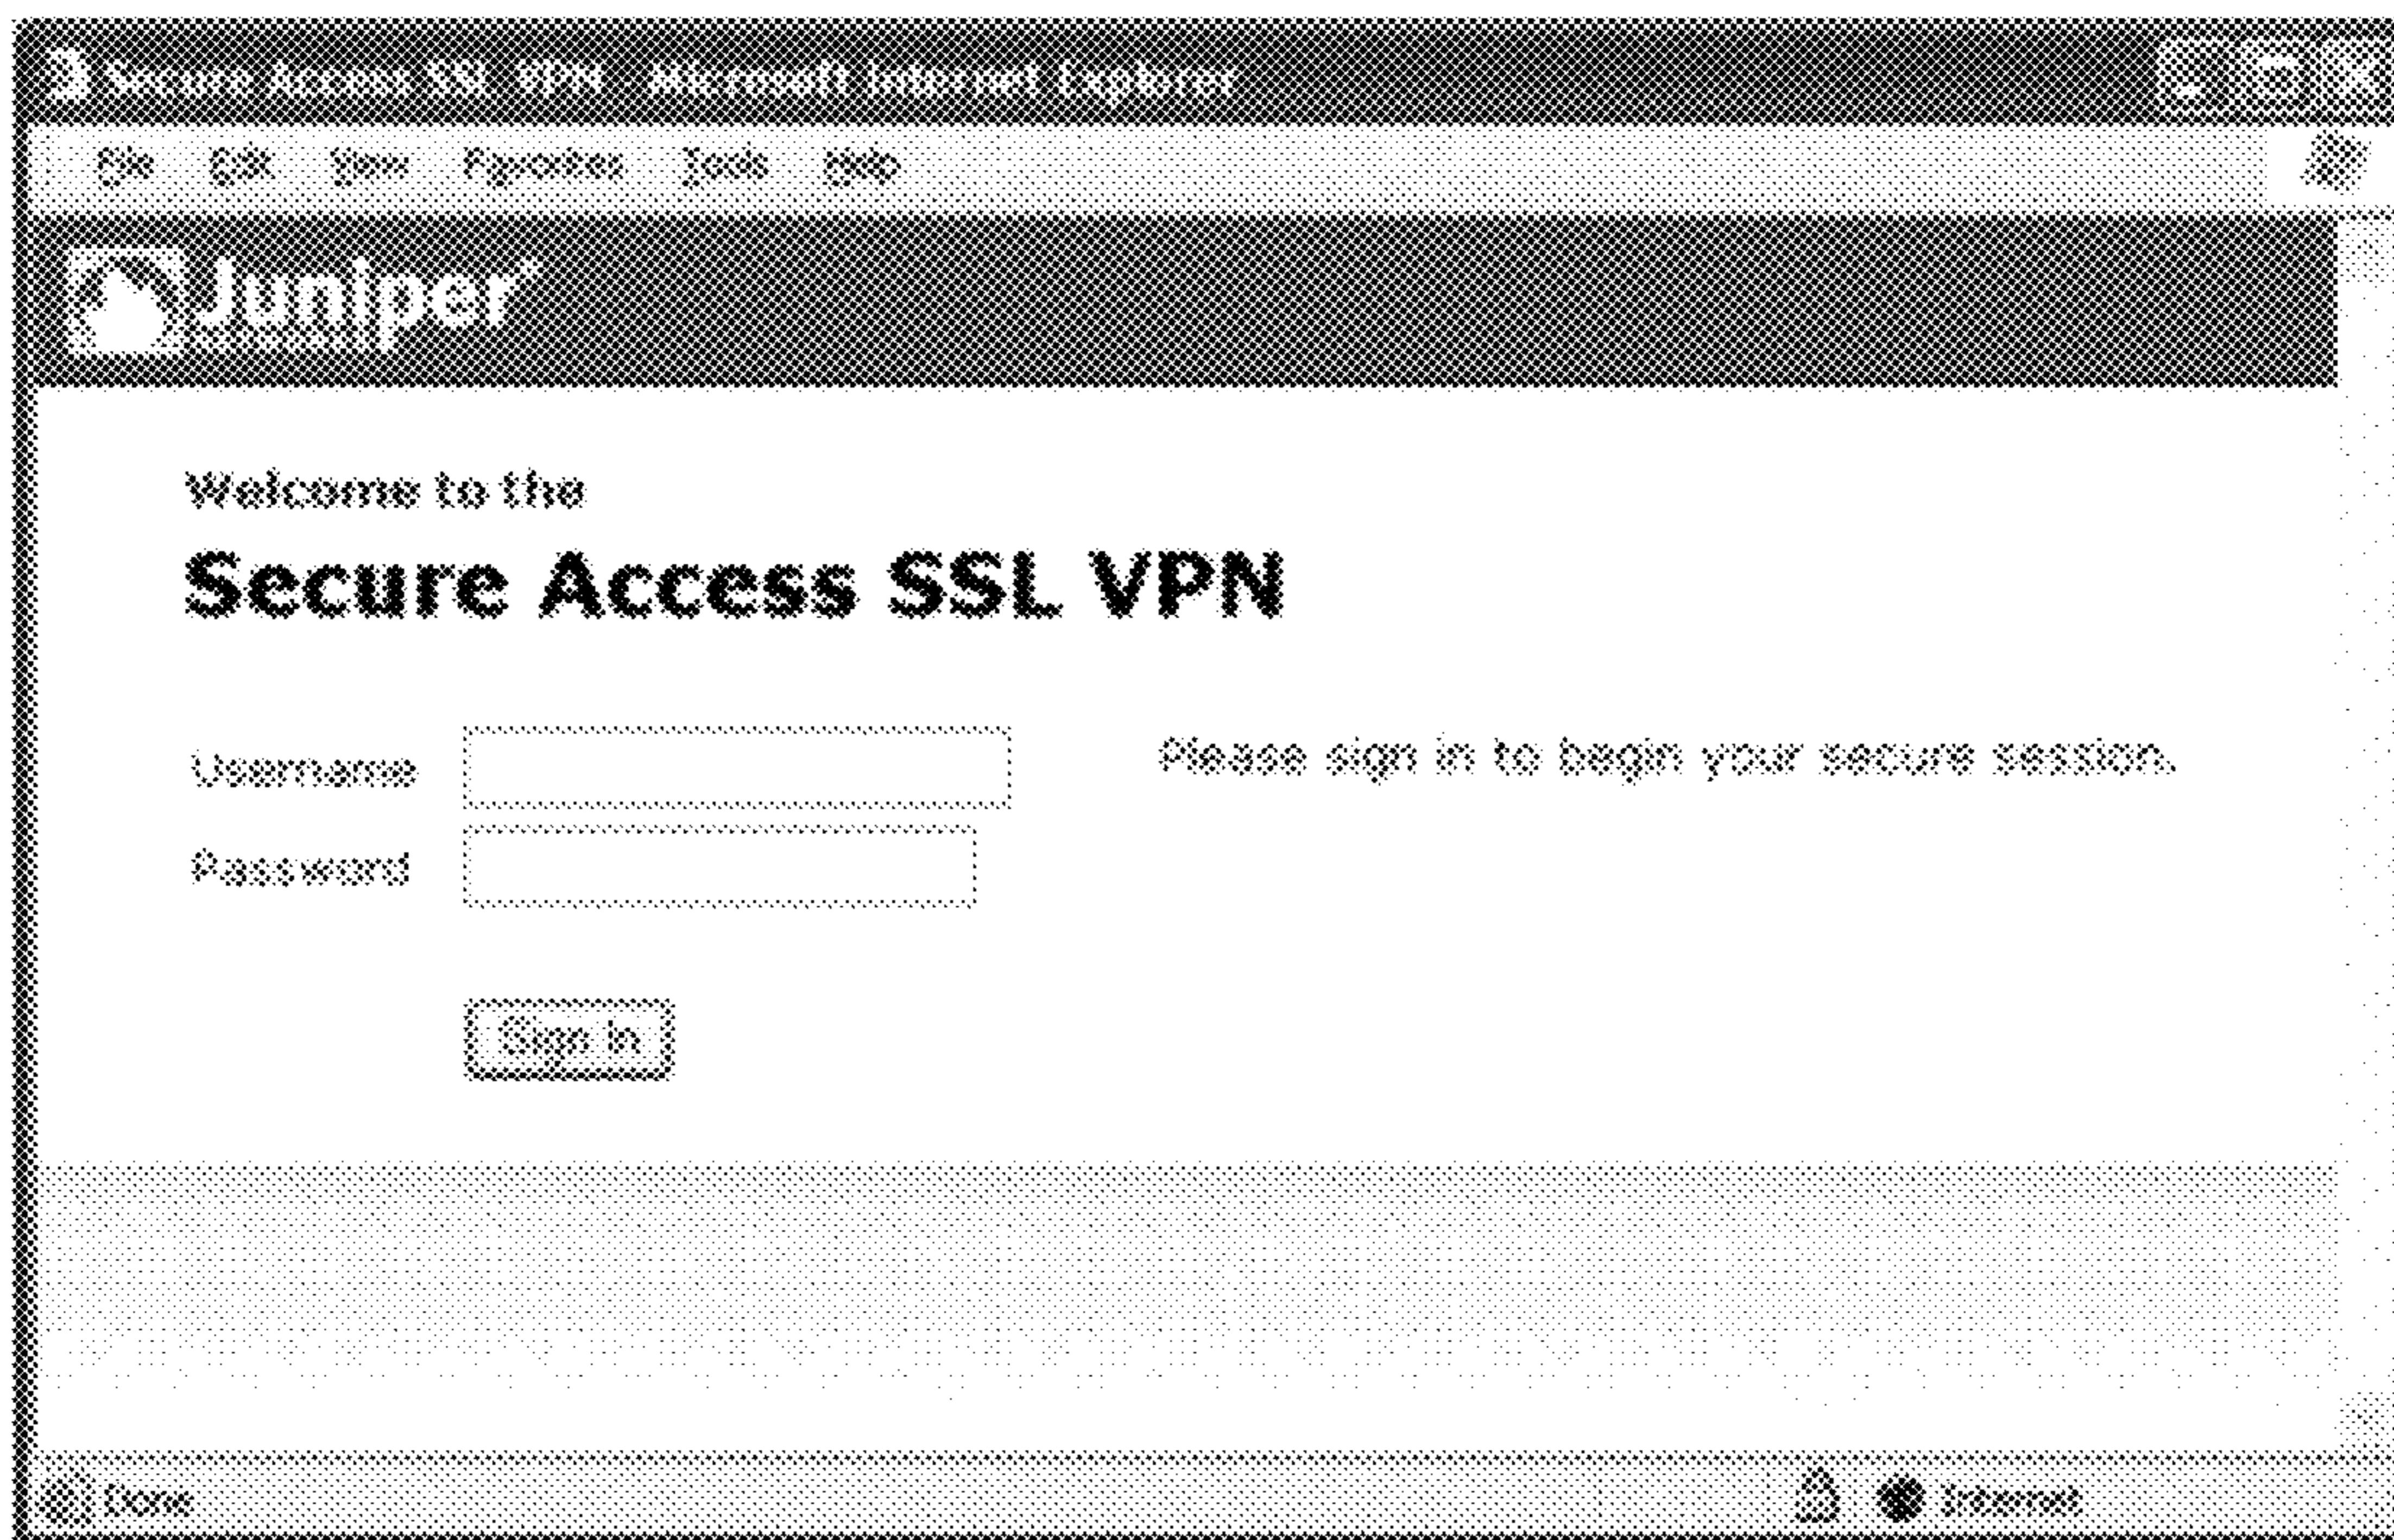 Secure Access SSL VPN - Microsoft Internet Explorer
File Edit View Favorites Tools Help
Juniper
Welcome to the
Secure Access SSL VPN
Username
Please sign in to begin your secure session.
Password
Sign In
Done
Internet